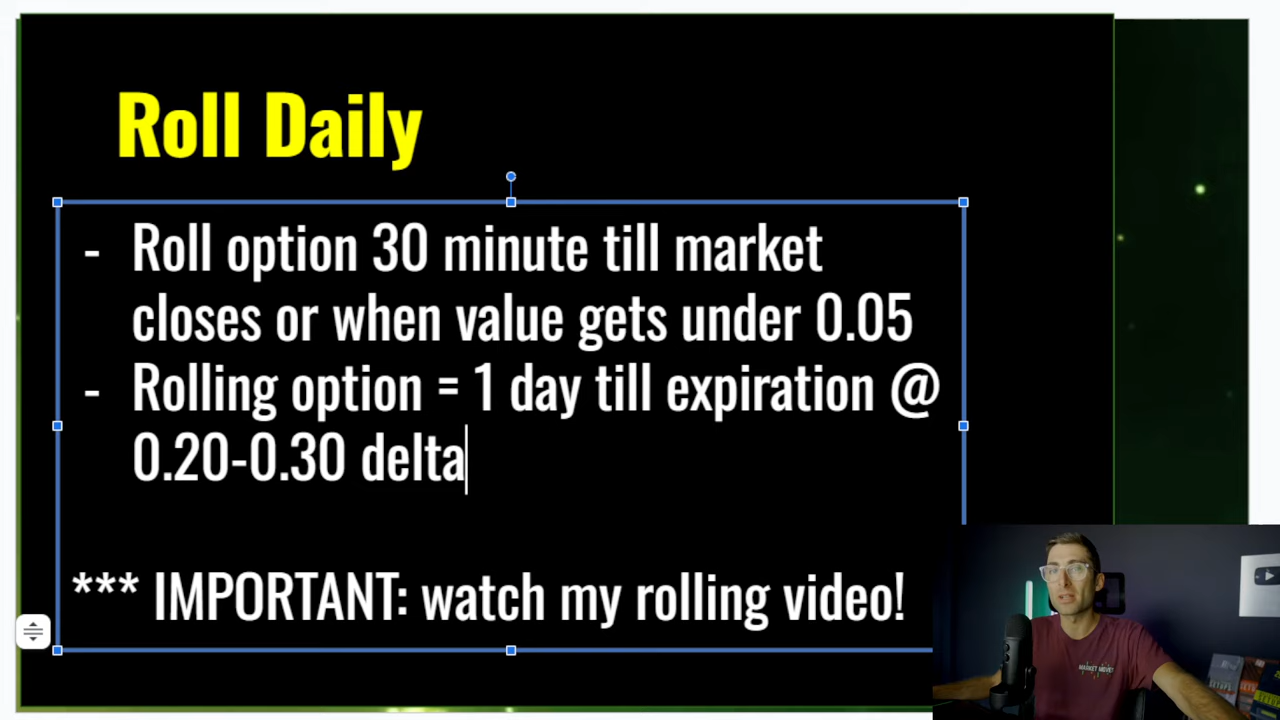 Roll Daily
- Roll option 30 minute till market
closes or when value gets under 0.05
- Rolling option = 1 day till expiration @
0.20-0.30 delta
*** IMPORTANT: watch my rolling video!